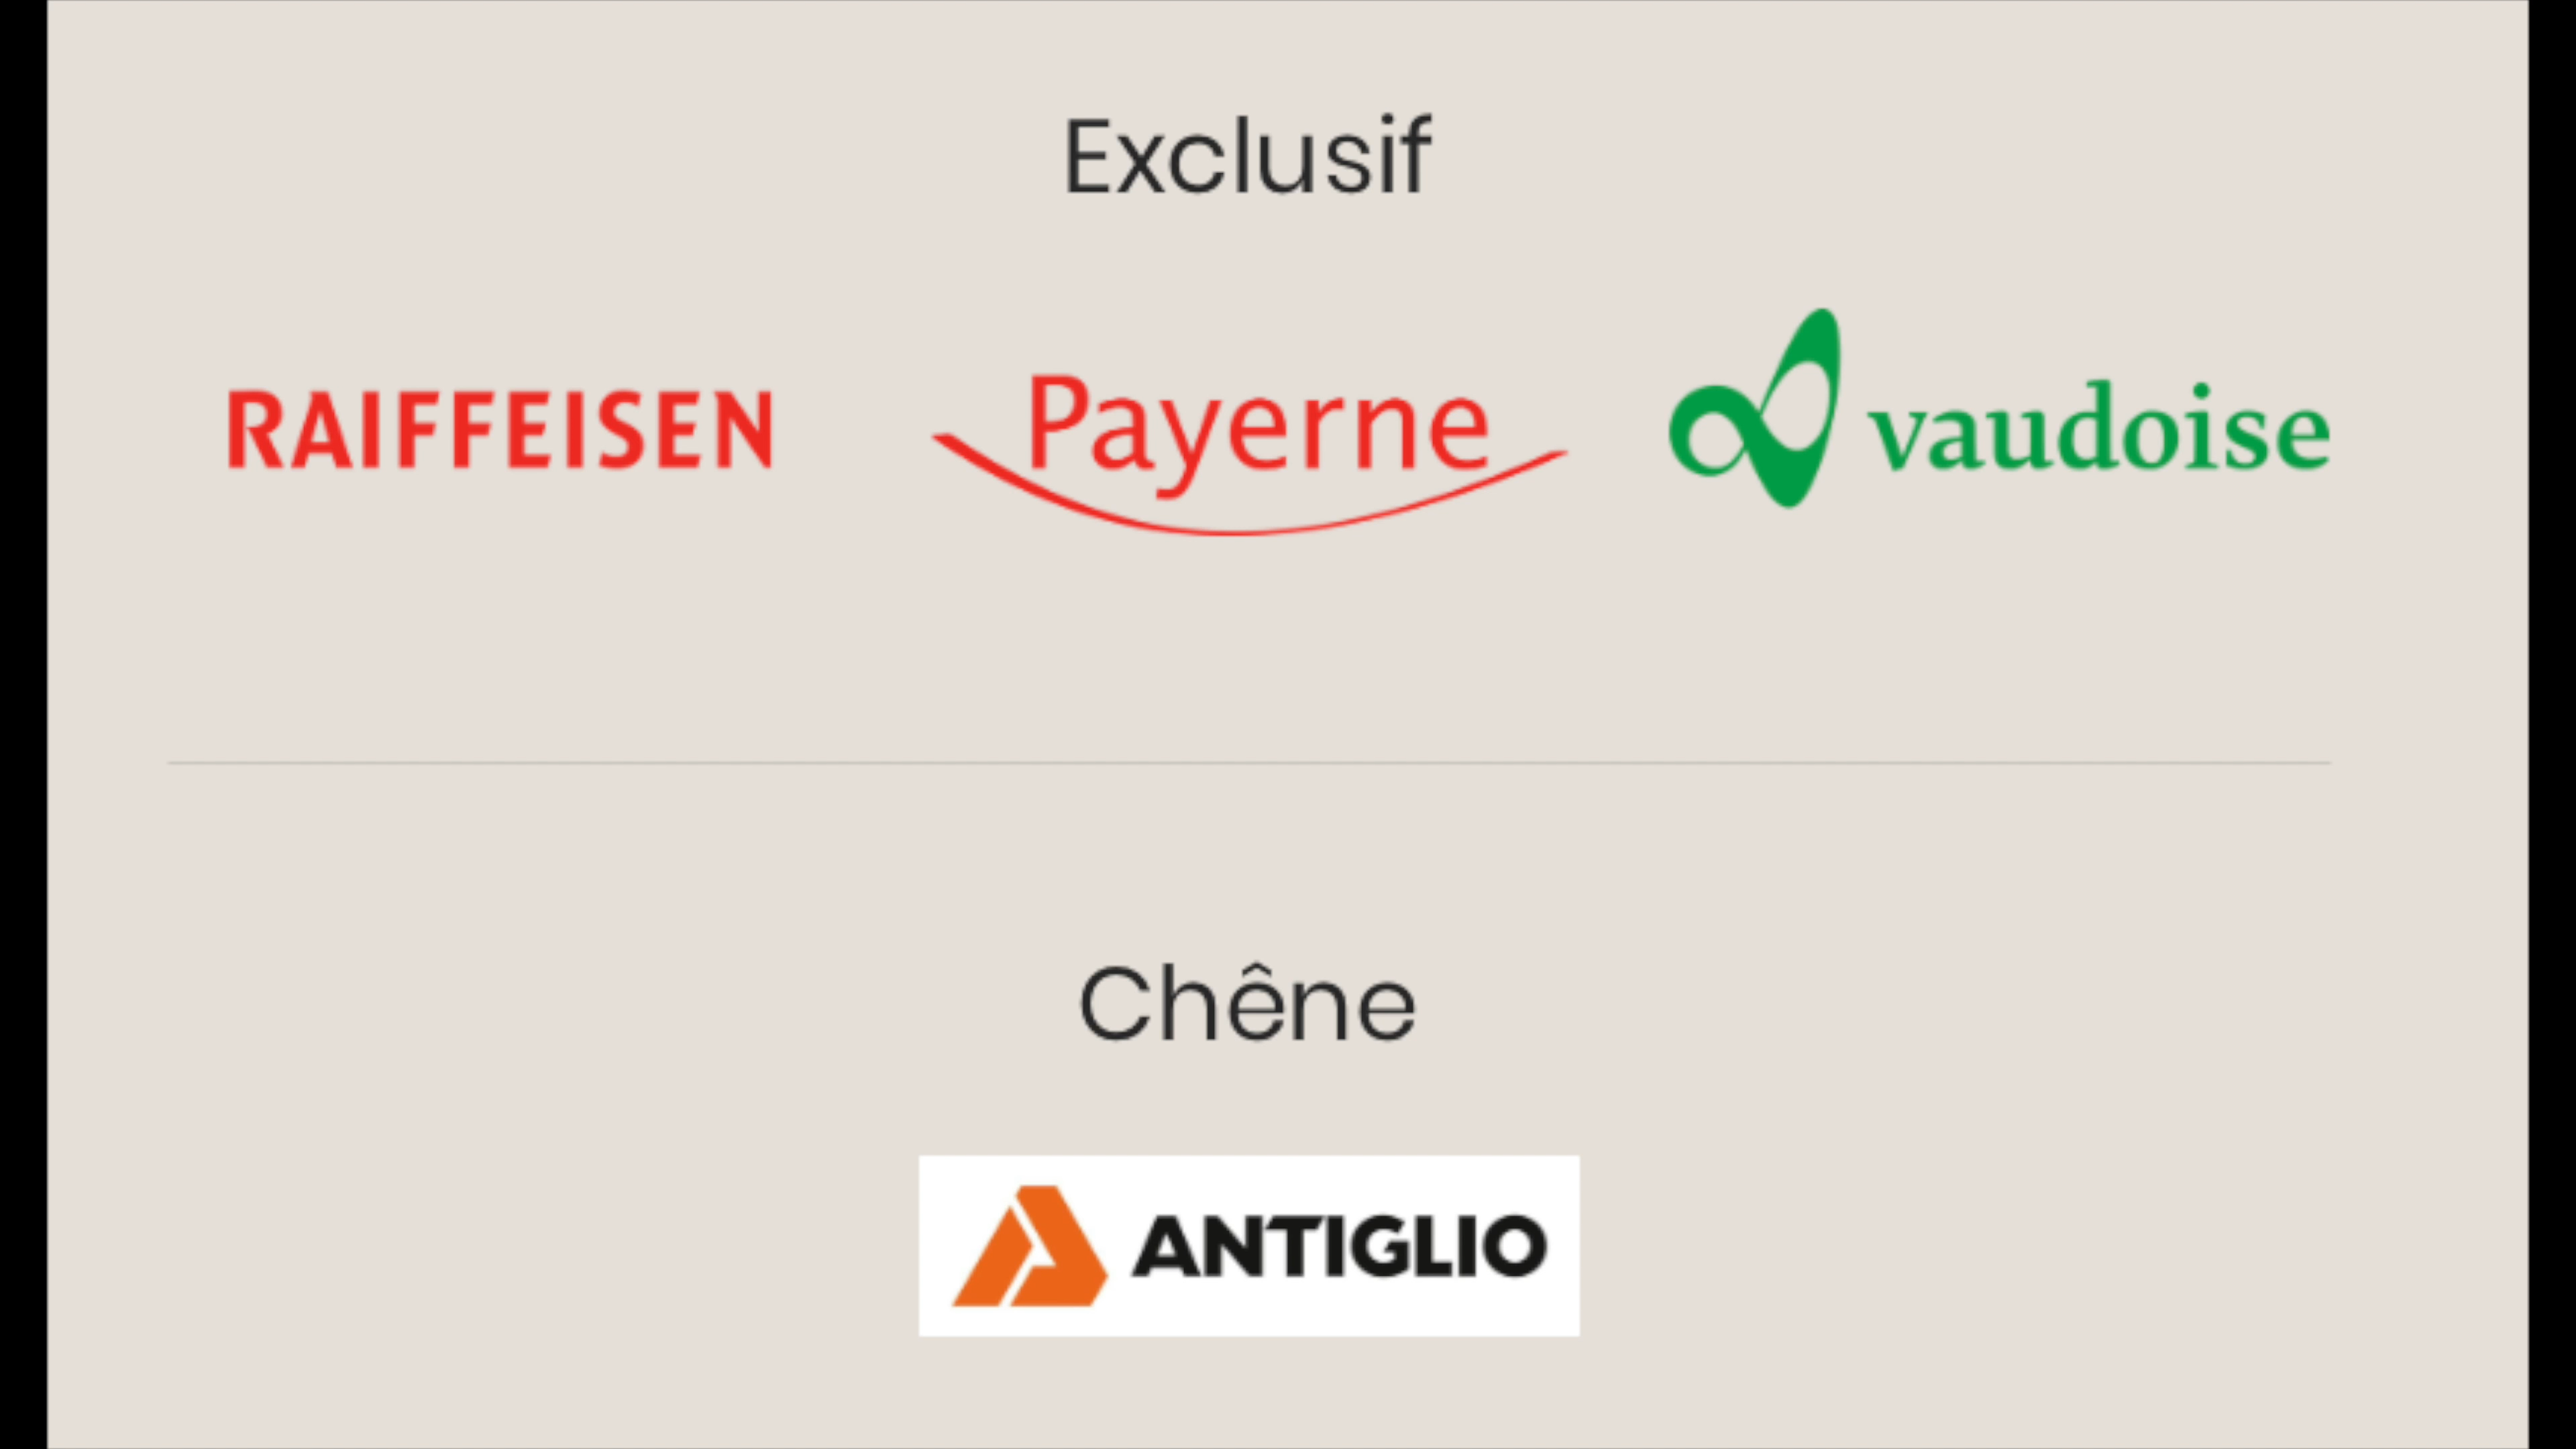 Exclusif
RAIFFEISEN
Payerne
vaudoise
Chêne
ANTIGLIO